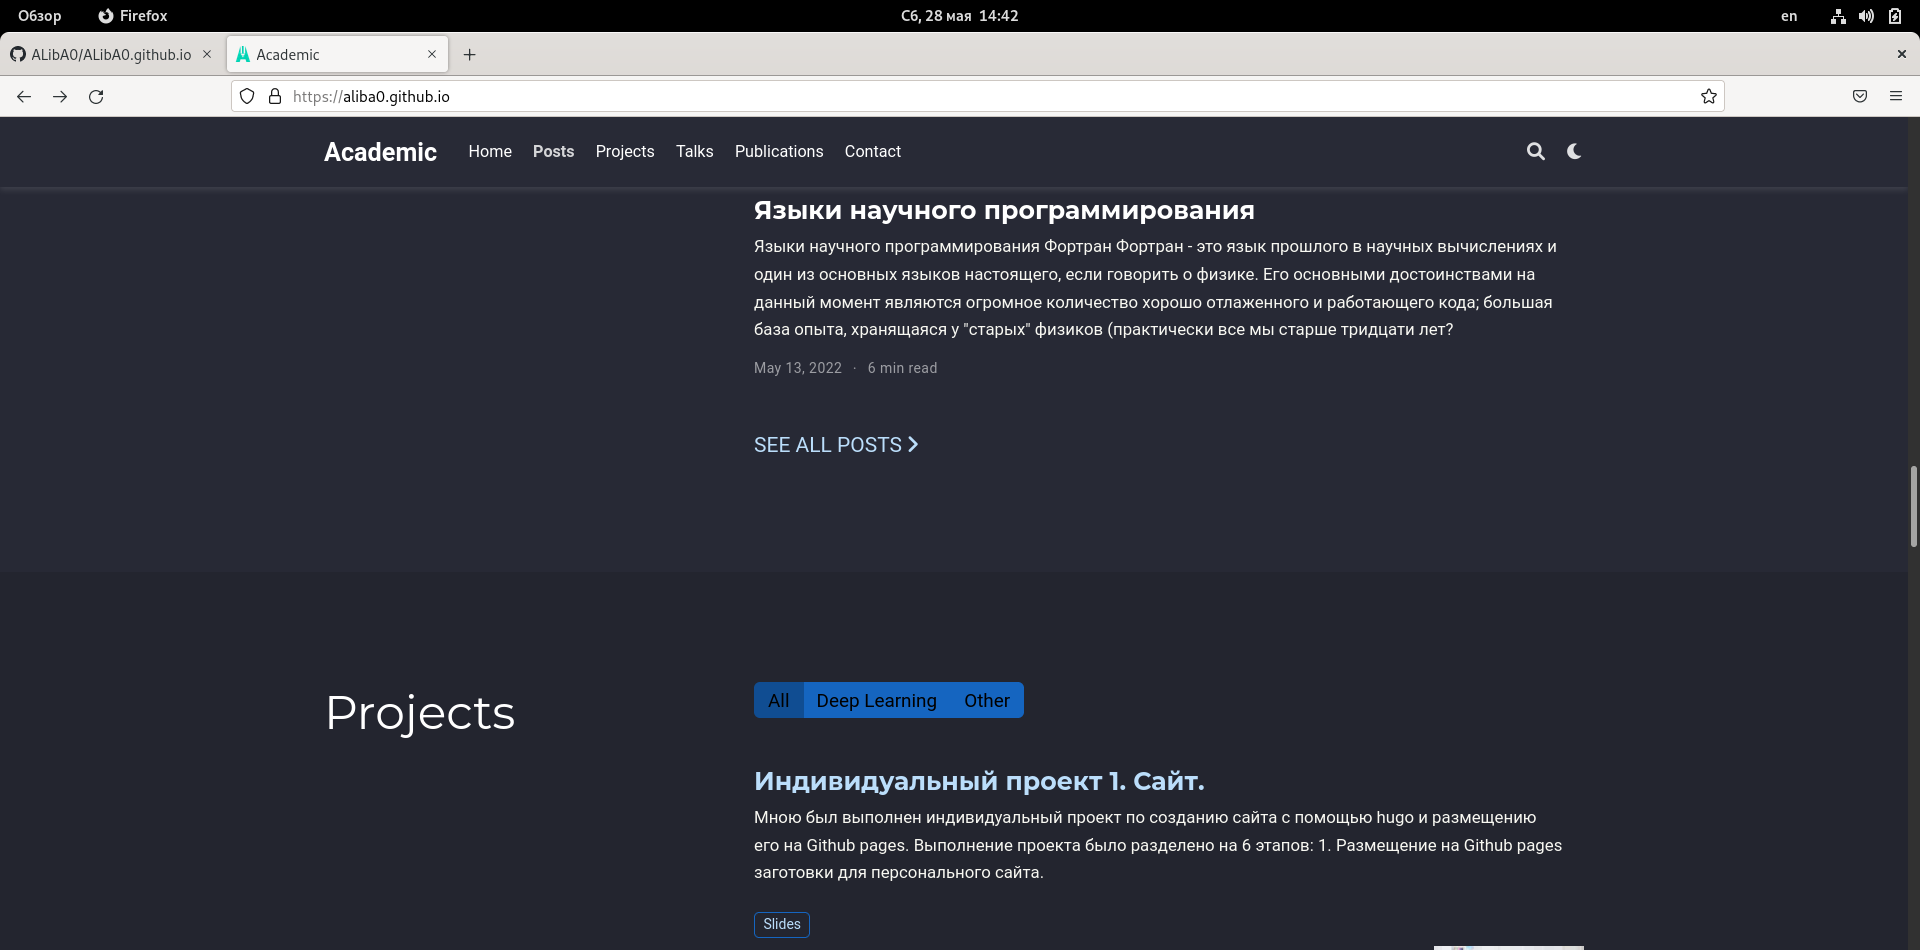 Обзор
Firefox
Сб, 28 мая 14:42
en
ALibA0/ALibA0.github.io
Academic
https://aliba0.github.io
Academic
Home
Posts
Projects
Talks
Publications
Contact
Языки научного программирования
Языки научного программирования Фортран Фортран - это язык прошлого в научных вычислениях и
один из основных языков настоящего, если говорить о физике. Его основными достоинствами на
данный момент являются огромное количество хорошо отлаженного и работающего кода; большая
база опыта, хранящаяся у "старых" физиков (практически все мы старше тридцати лет?
May 13, 2022 · 6 min read
SEE ALL POSTS
Projects
All
Deep Learning
Other
Индивидуальный проект 1. Сайт.
Мною был выполнен индивидуальный проект по созданию сайта с помощью hugo и размещению
его на Github pages. Выполнение проекта было разделено на 6 этапов: 1. Размещение на Github pages
заготовки для персонального сайта.
Slides